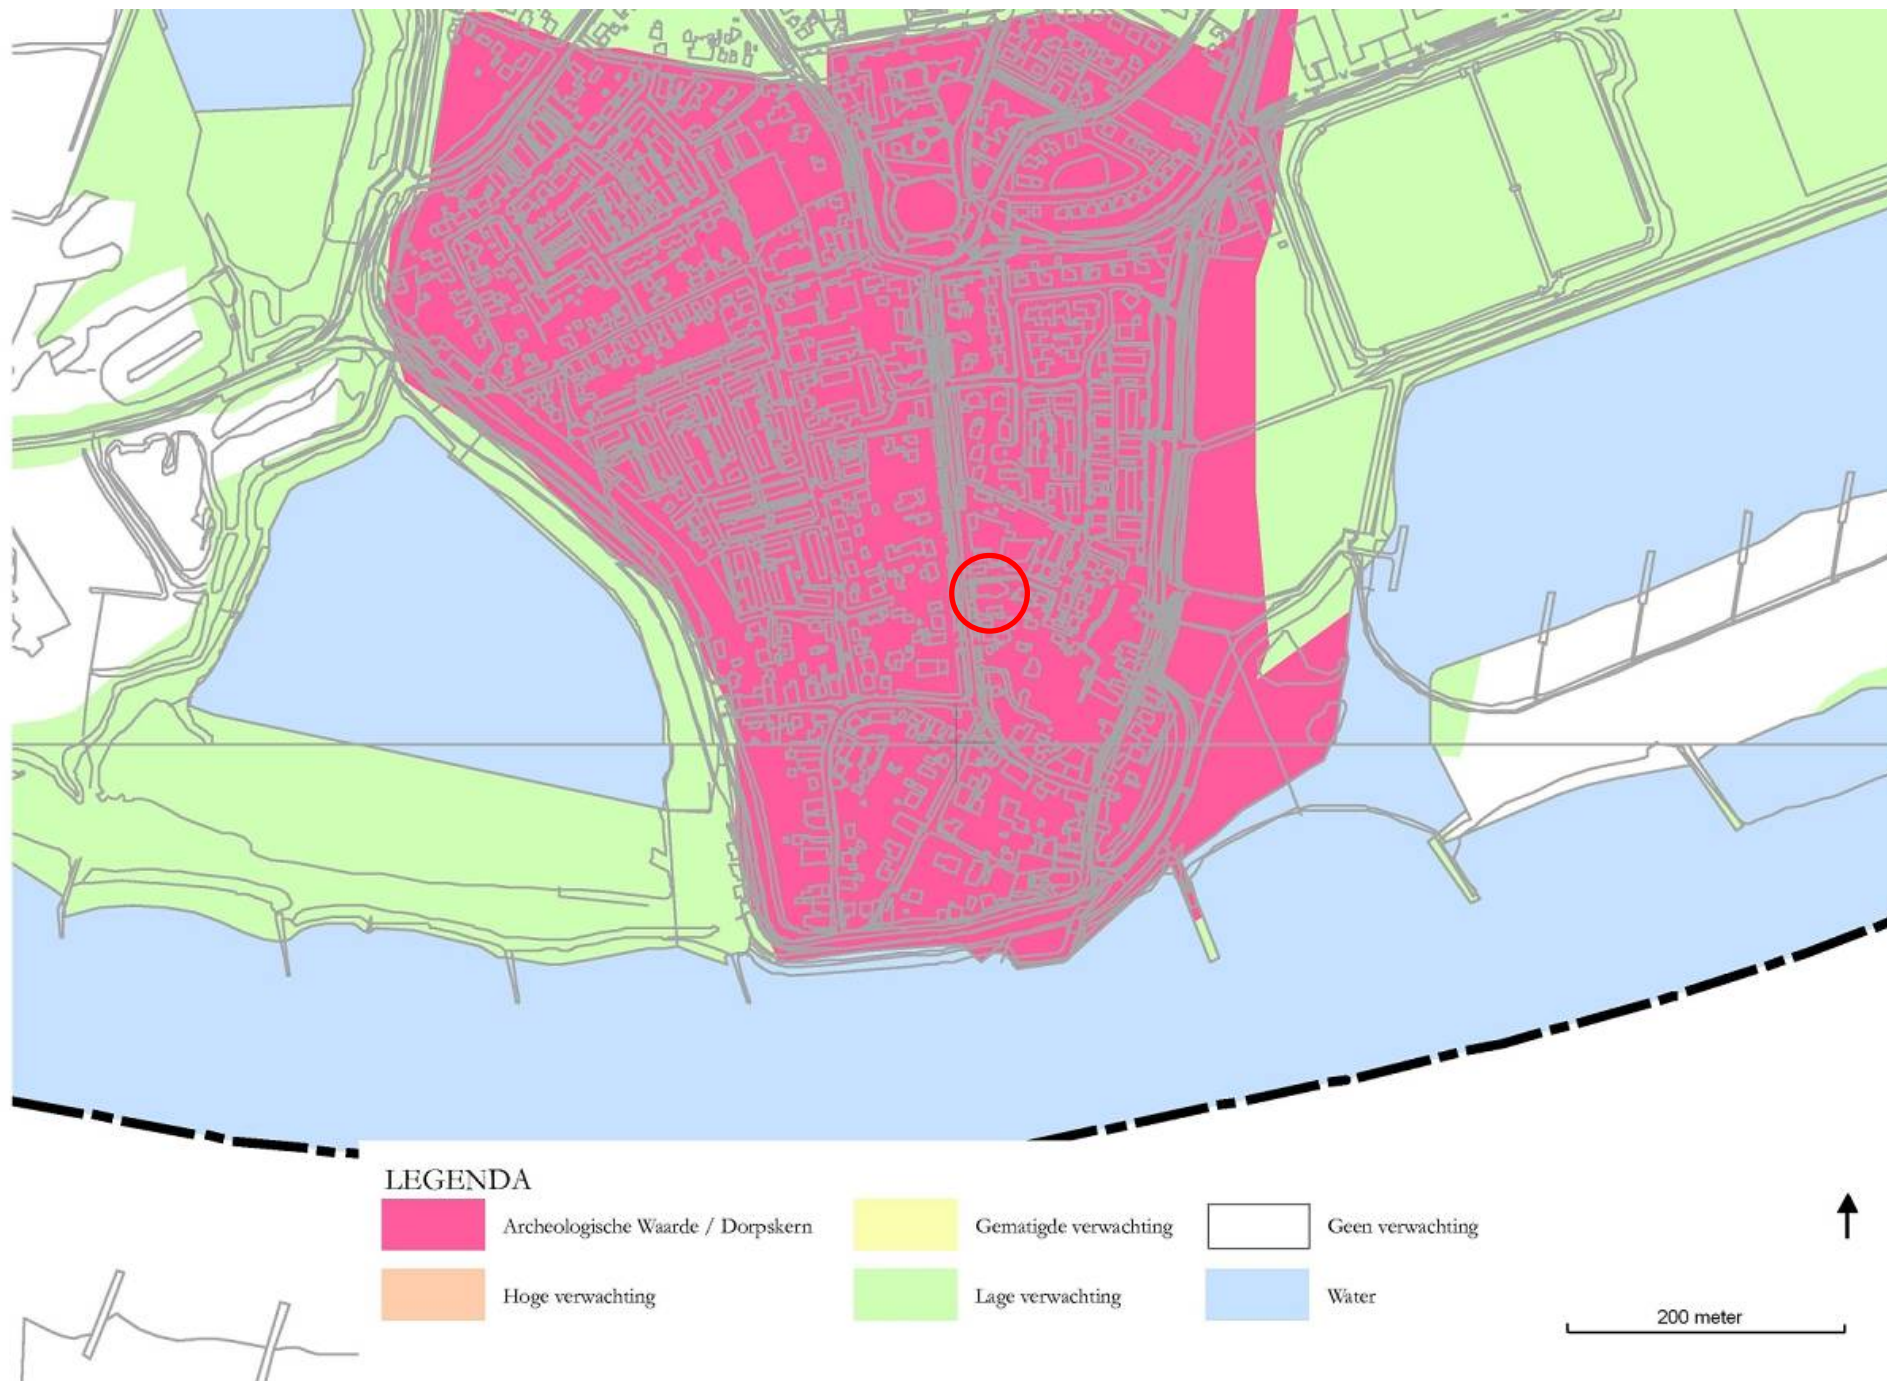 LEGENDA
Archeologische Waarde / Dorpskern
Gematigde verwachting
Geen verwachting
Hoge verwachting
Lage verwachting
Water
200 meter